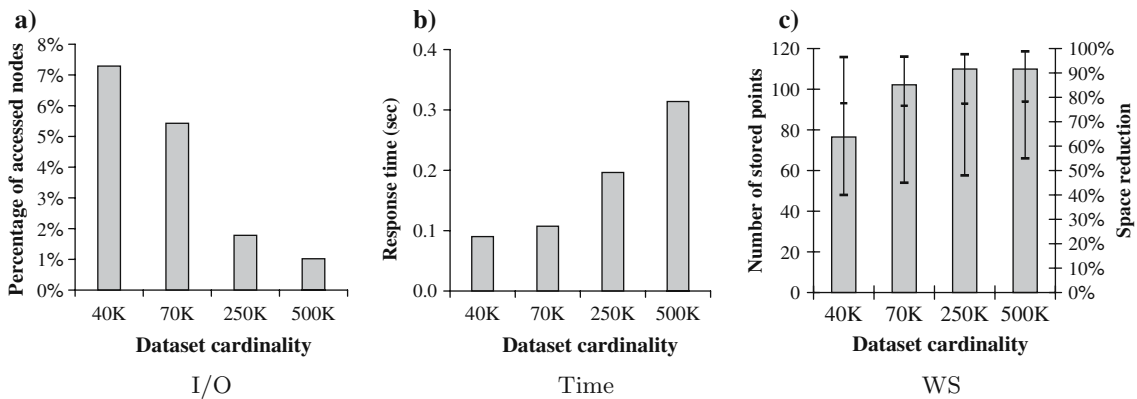 a)
Percentage of accessed nodes
8%
7%
6%
5%
4%
3%
2%
1%
0%
40K 70K 250K 500K
Dataset cardinality
I/O
b)
Response time (sec)
0.4
0.3
0.2
0.1
0.0
40K 70K 250K 500K
Dataset cardinality
Time
c)
Number of stored points
120
100
80
60
40
20
0
100%
90%
80%
70%
60%
50%
40%
30%
20%
10%
0%
Space reduction
40K 70K 250K 500K
Dataset cardinality
WS